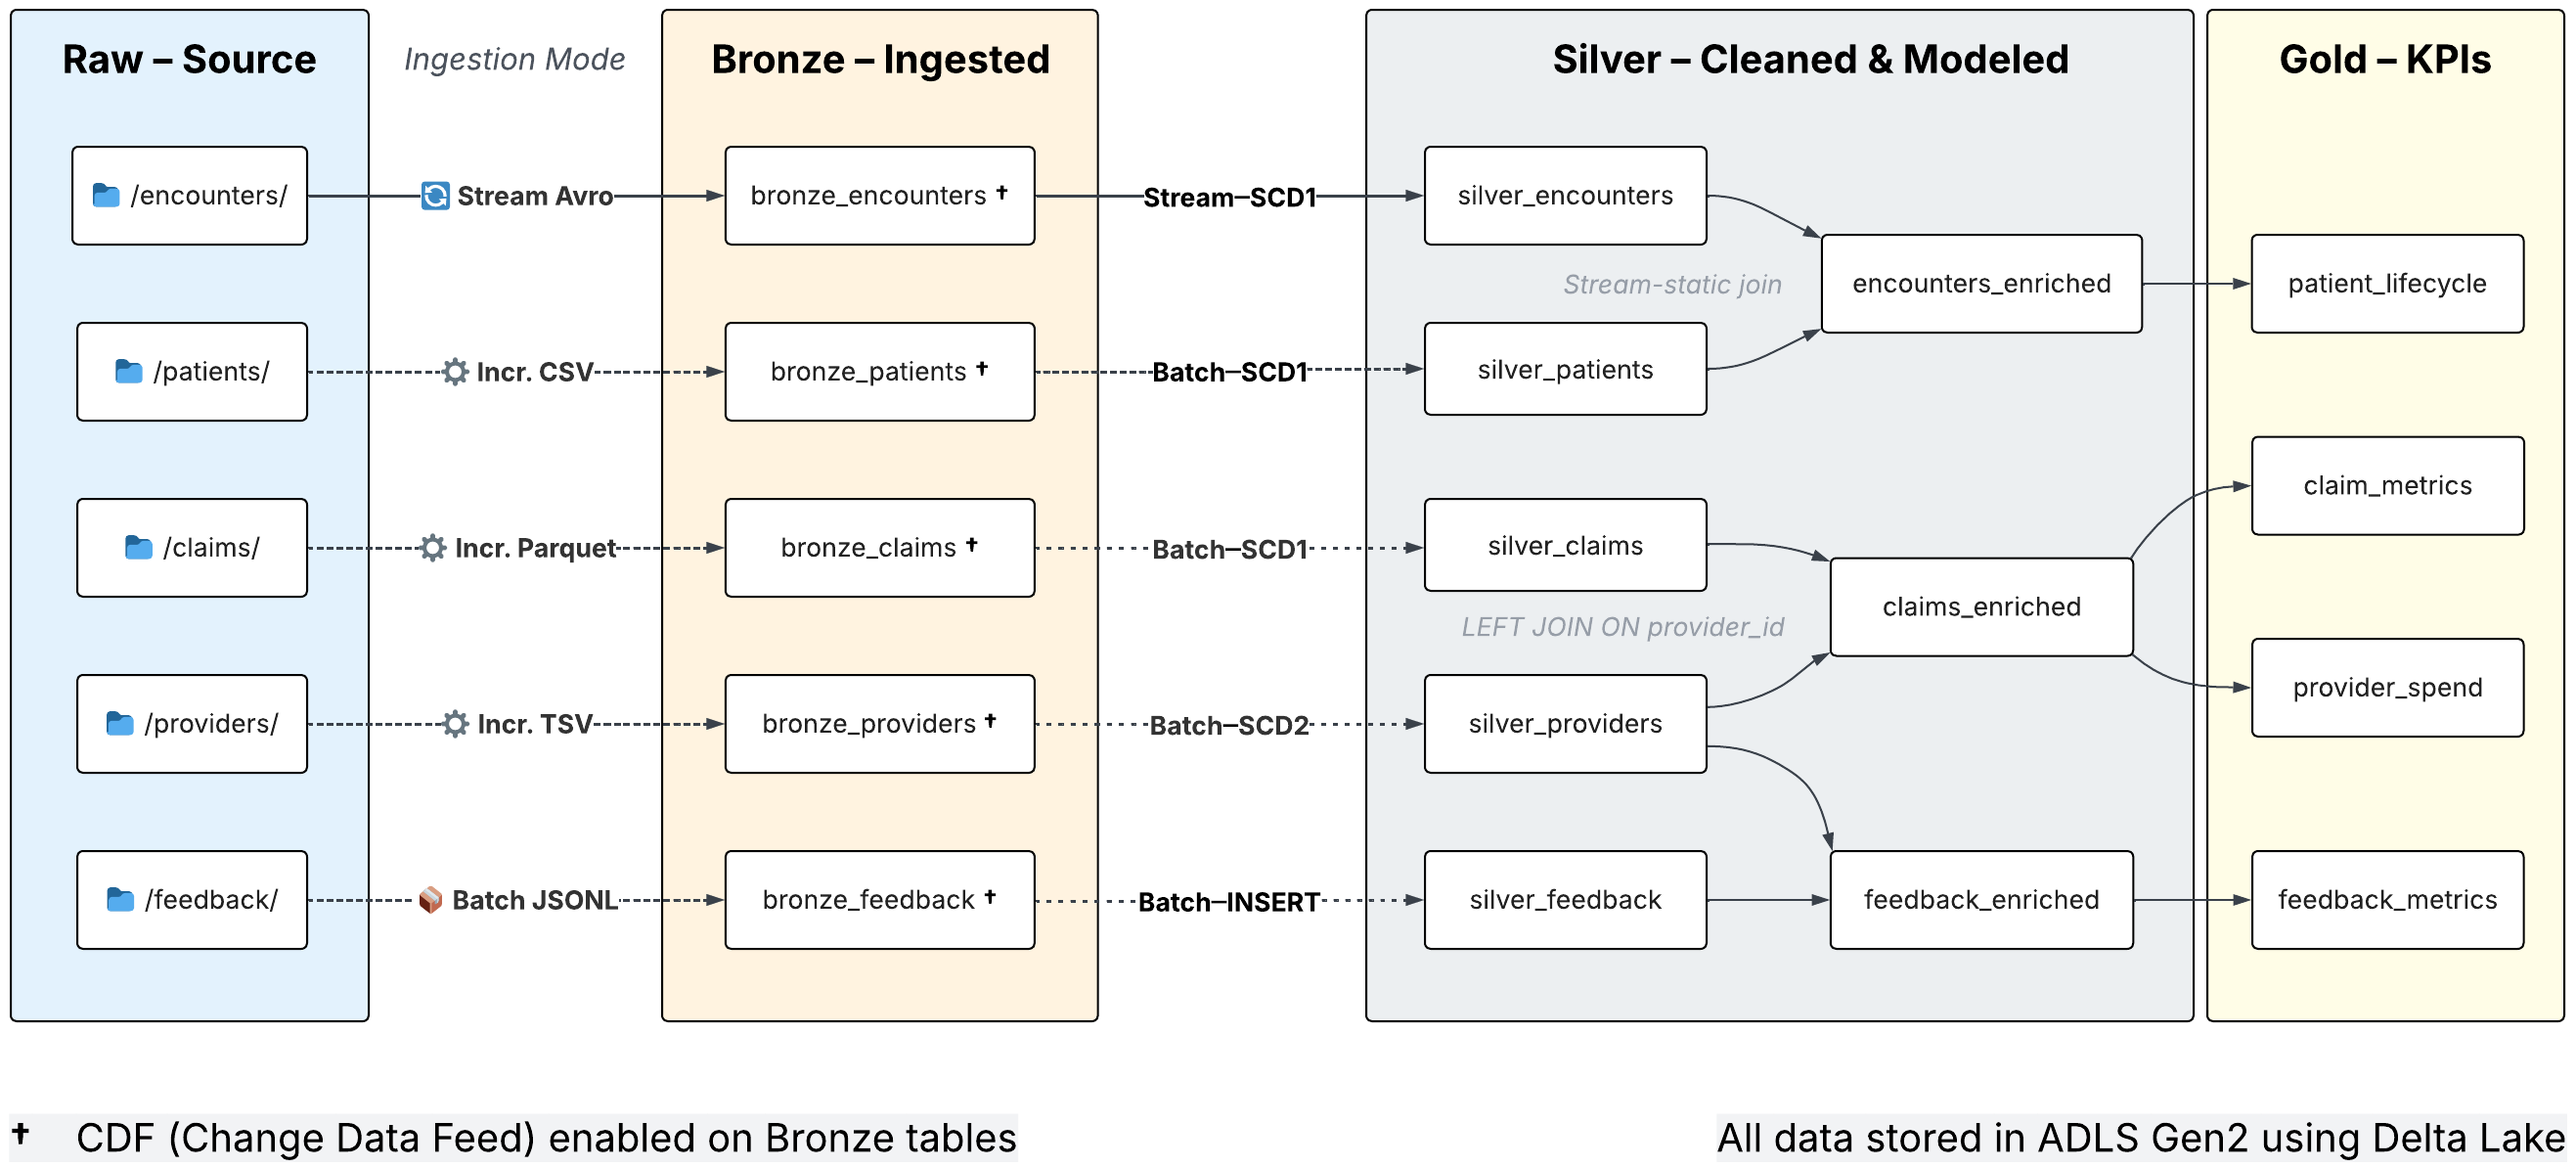 Raw – Source
Ingestion Mode
Bronze – Ingested
Silver – Cleaned & Modeled
Gold – KPIs
/encounters/
Stream Avro
bronze_encounters †
Stream–SCD1
silver_encounters
Stream-static join
encounters_enriched
patient_lifecycle
/patients/
Incr. CSV
bronze_patients †
Batch–SCD1
silver_patients
/claims/
Incr. Parquet
bronze_claims †
Batch–SCD1
silver_claims
LEFT JOIN ON provider_id
claims_enriched
claim_metrics
/providers/
Incr. TSV
bronze_providers †
Batch–SCD2
silver_providers
provider_spend
/feedback/
Batch JSONL
bronze_feedback †
Batch–INSERT
silver_feedback
feedback_enriched
feedback_metrics
† CDF (Change Data Feed) enabled on Bronze tables
All data stored in ADLS Gen2 using Delta Lake